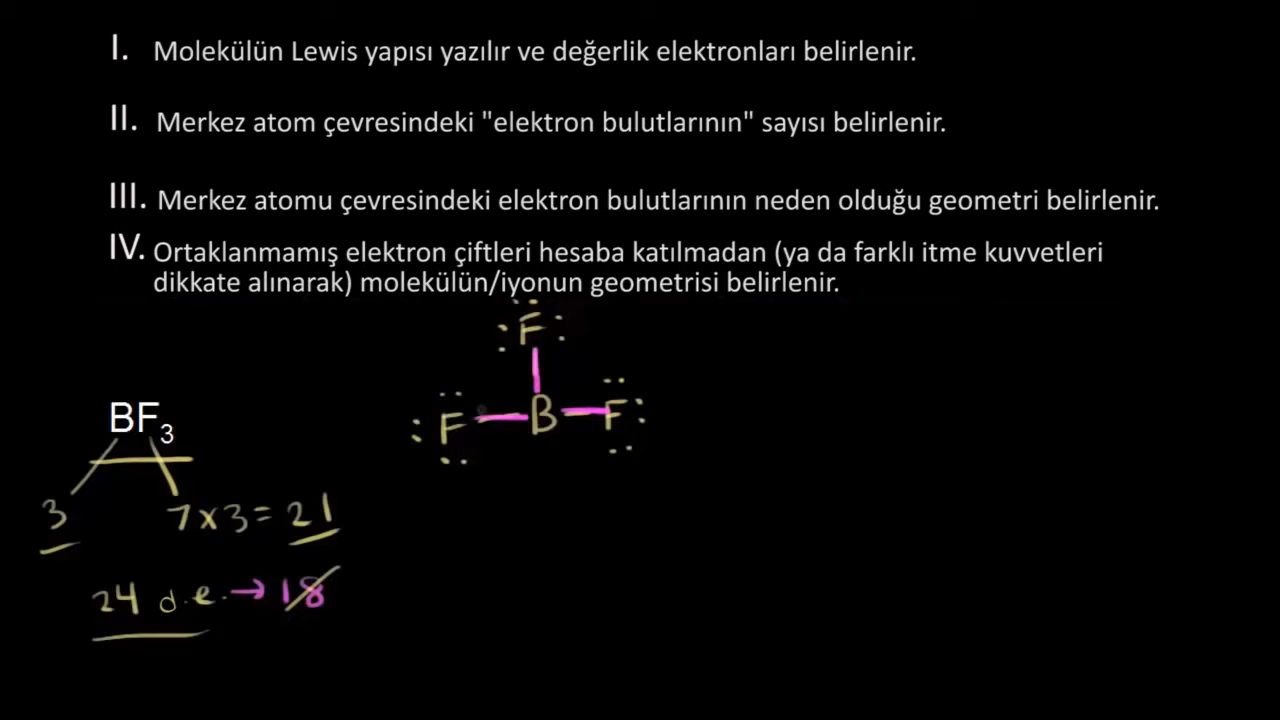 I. Molekülün Lewis yapısı yazılır ve değerlik elektronları belirlenir.
II. Merkez atom çevresindeki "elektron bulutlarının" sayısı belirlenir.
III. Merkez atomu çevresindeki elektron bulutlarının neden olduğu geometri belirlenir.
IV. Ortaklanmamış elektron çiftleri hesaba katılmadan (ya da farklı itme kuvvetleri
dikkate alınarak) molekülün/iyonun geometrisi belirlenir.
F
BF3
F B F
3 7x3=21
24 d.e. → 18